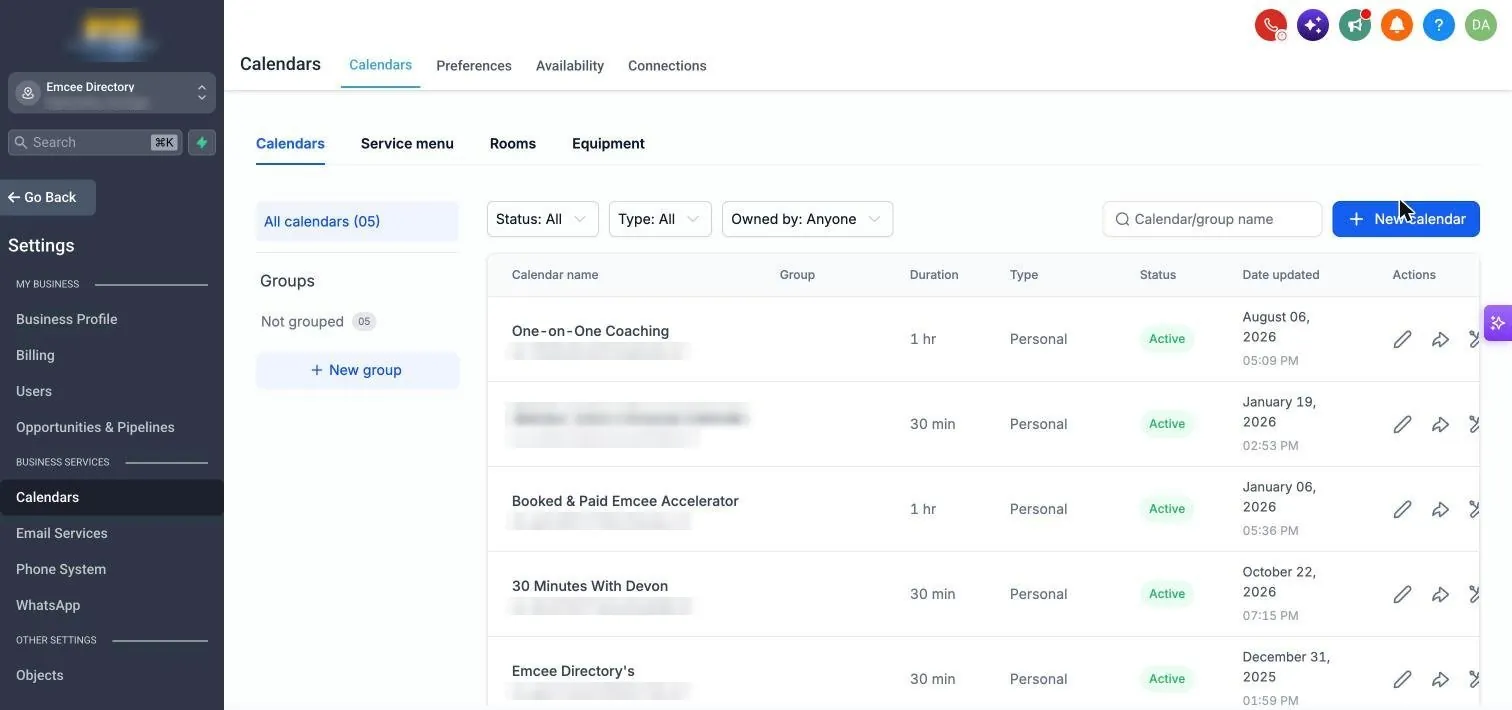 Emcee Directory
Search ⌘K
Go Back
Settings
MY BUSINESS
Business Profile
Billing
Users
Opportunities & Pipelines
BUSINESS SERVICES
Calendars
Email Services
Phone System
WhatsApp
OTHER SETTINGS
Objects
DA
Calendars Calendars Preferences Availability Connections
Calendars Service menu Rooms Equipment
All calendars (05)
Groups
Not grouped 05
+ New group
Status: All Type: All Owned by: Anyone Calendar/group name + New Calendar
Calendar name Group Duration Type Status Date updated Actions
One-on-One Coaching 1 hr Personal Active August 06,
2026
05:09 PM
30 min Personal Active January 19,
2026
02:53 PM
Booked & Paid Emcee Accelerator 1 hr Personal Active January 06,
2026
05:36 PM
30 Minutes With Devon 30 min Personal Active October 22,
2026
07:15 PM
Emcee Directory's 30 min Personal Active December 31,
2025
01:59 PM